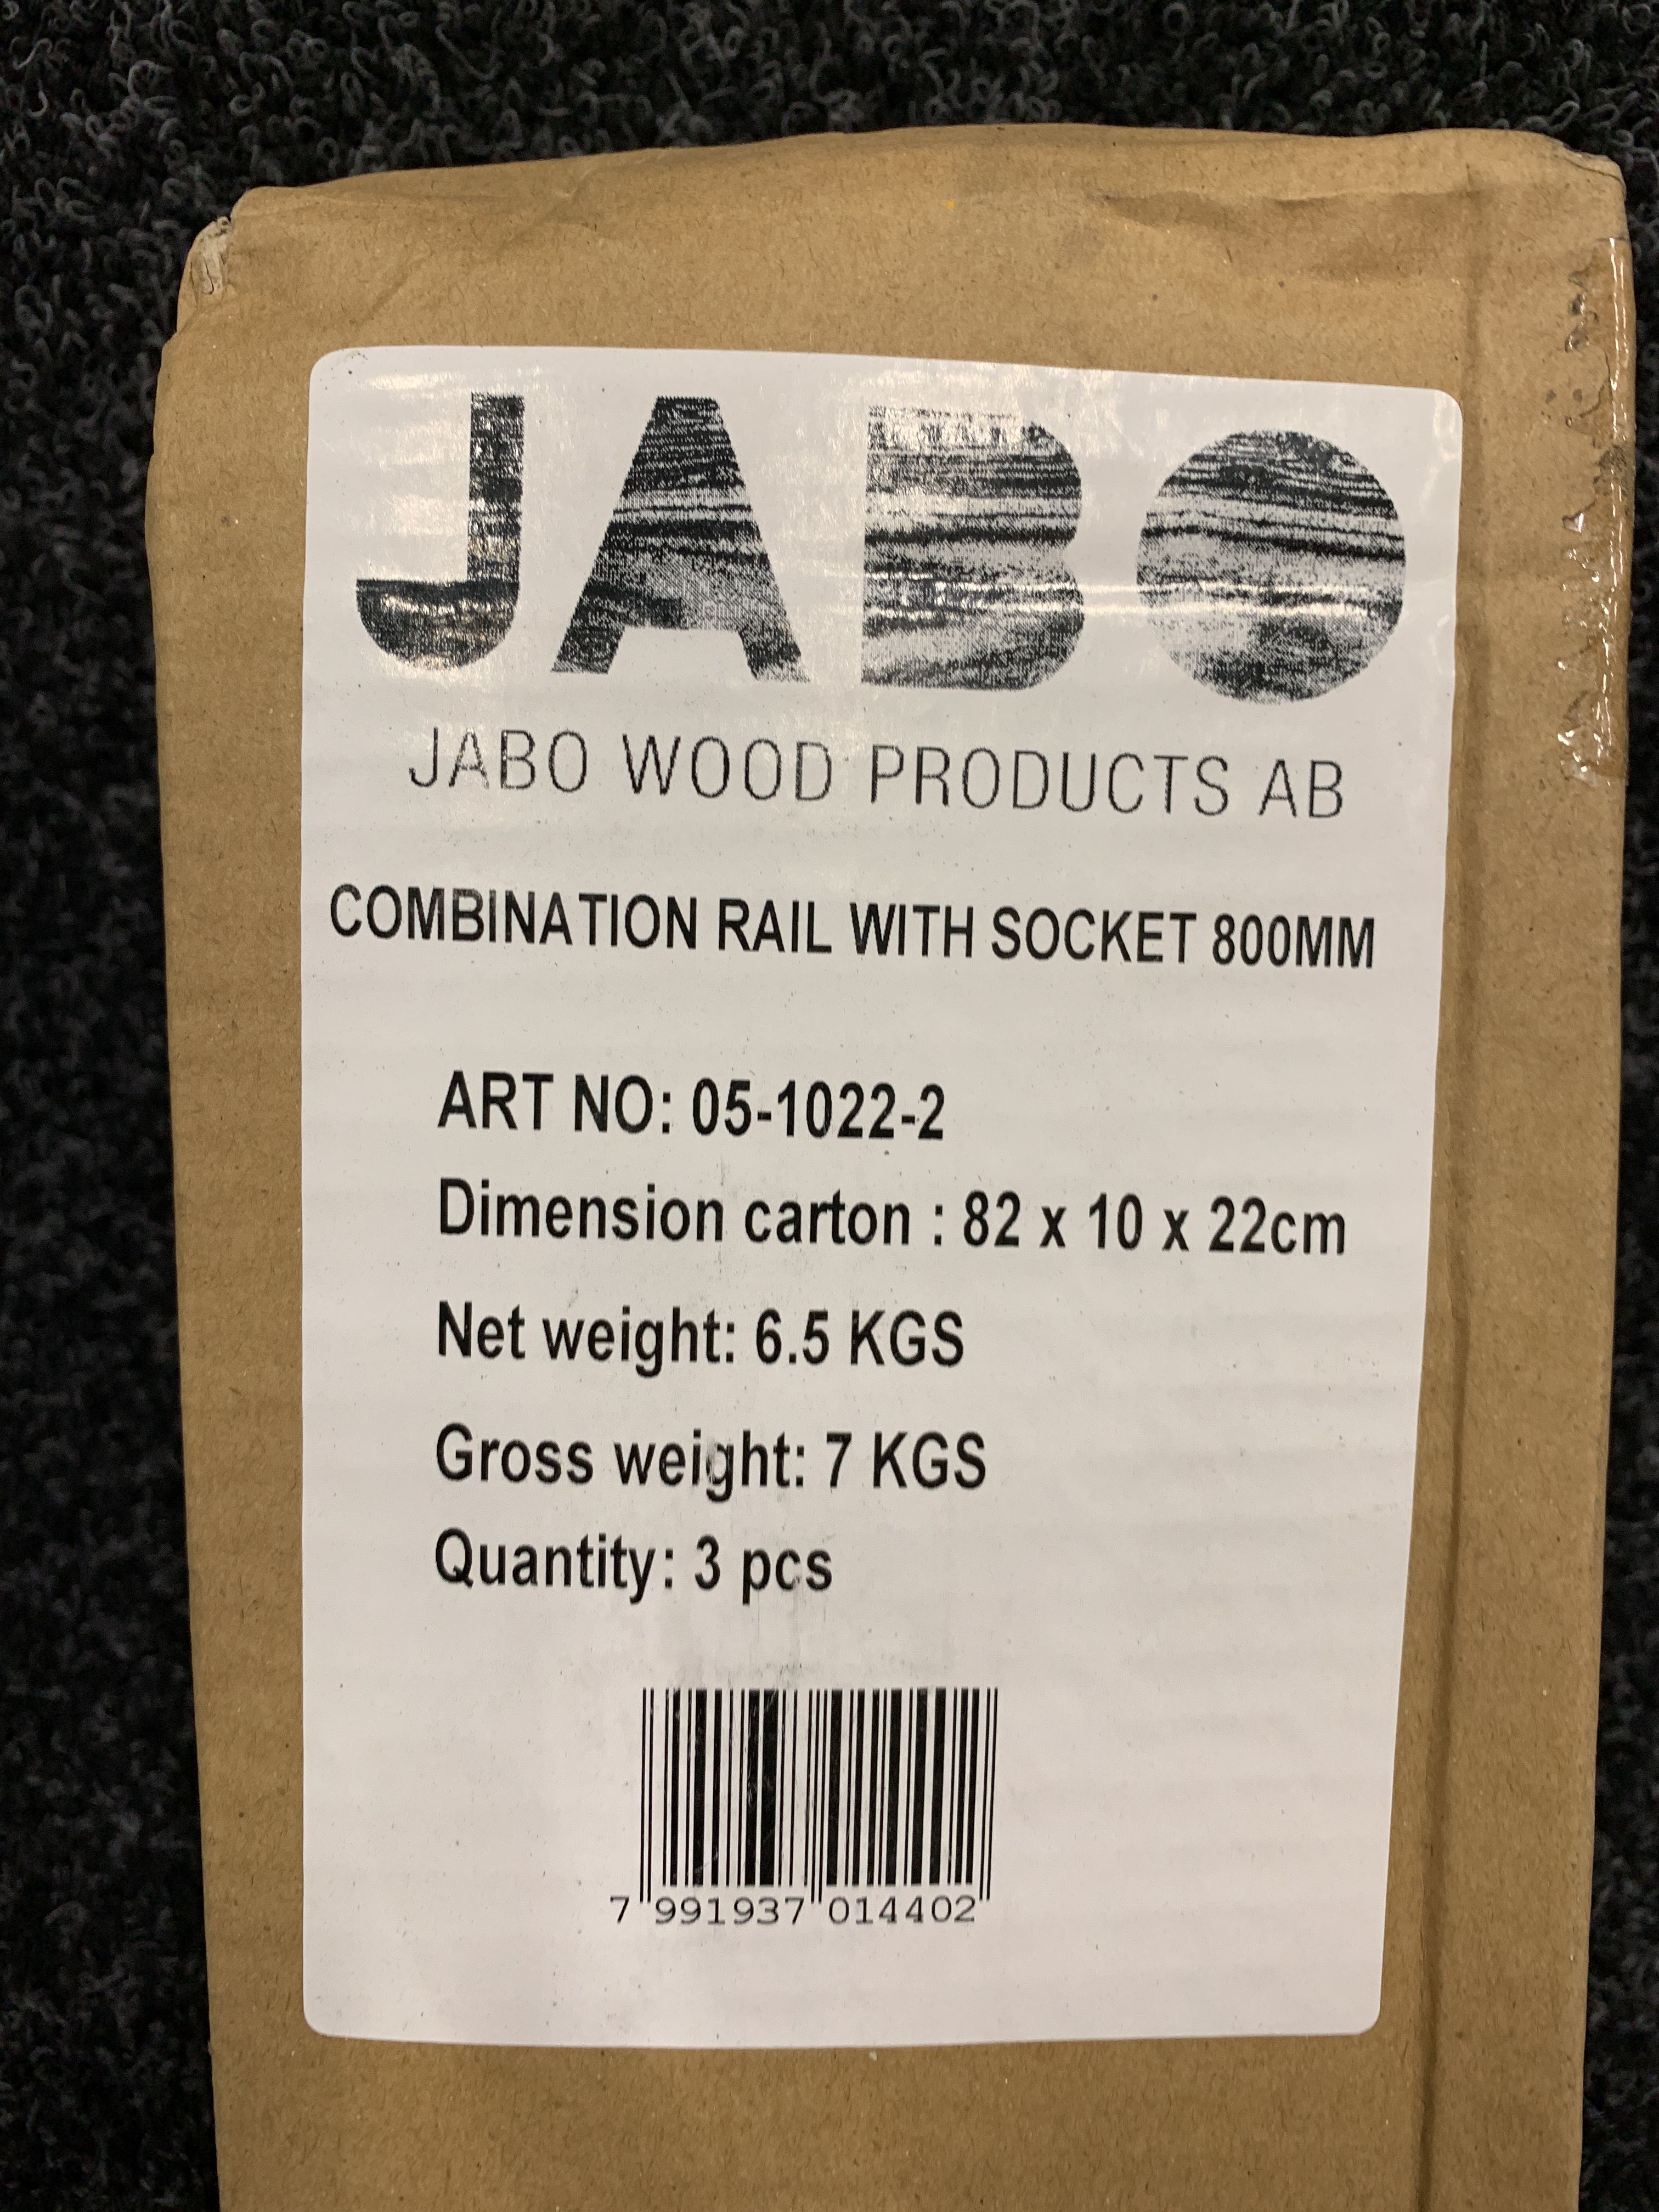 JABO
JABO WOOD PRODUCTS AB
COMBINATION RAIL WITH SOCKET 800MM
ART NO: 05-1022-2
Dimension carton : 82 x 10 x 22cm
Net weight: 6.5 KGS
Gross weight: 7 KGS
Quantity: 3 pcs
7 991937 014402